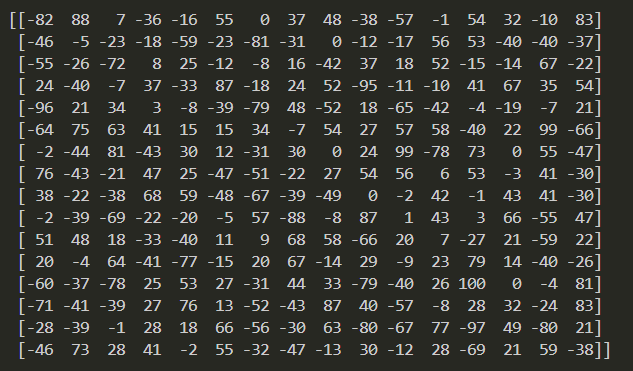 [[-82 88 7 -36 -16 55 0 37 48 -38 -57 -1 54 32 -10 83]
[-46 -5 -23 -18 -59 -23 -81 -31 0 -12 -17 56 53 -40 -40 -37]
[-55 -26 -72 8 25 -12 -8 16 -42 37 18 52 -15 -14 67 -22]
[ 24 -40 -7 37 -33 87 -18 24 52 -95 -11 -10 41 67 35 54]
[-96 21 34 3 -8 -39 -79 48 -52 18 -65 -42 -4 -19 -7 21]
[-64 75 63 41 15 15 34 -7 54 27 57 58 -40 22 99 -66]
[ -2 -44 81 -43 30 12 -31 30 0 24 99 -78 73 0 55 -47]
[ 76 -43 -21 47 25 -47 -51 -22 27 54 56 6 53 -3 41 -30]
[ 38 -22 -38 68 59 -48 -67 -39 -49 0 -2 42 -1 43 41 -30]
[ -2 -39 -69 -22 -20 -5 57 -88 -8 87 1 43 3 66 -55 47]
[ 51 48 18 -33 -40 11 9 68 58 -66 20 7 -27 21 -59 22]
[ 20 -4 64 -41 -77 -15 20 67 -14 29 -9 23 79 14 -40 -26]
[-60 -37 -78 25 53 27 -31 44 33 -79 -40 26 100 0 -4 81]
[-71 -41 -39 27 76 13 -52 -43 87 40 -57 -8 28 32 -24 83]
[-28 -39 -1 28 18 66 -56 -30 63 -80 -67 77 -97 49 -80 21]
[-46 73 28 41 -2 55 -32 -47 -13 30 -12 28 -69 21 59 -38]]